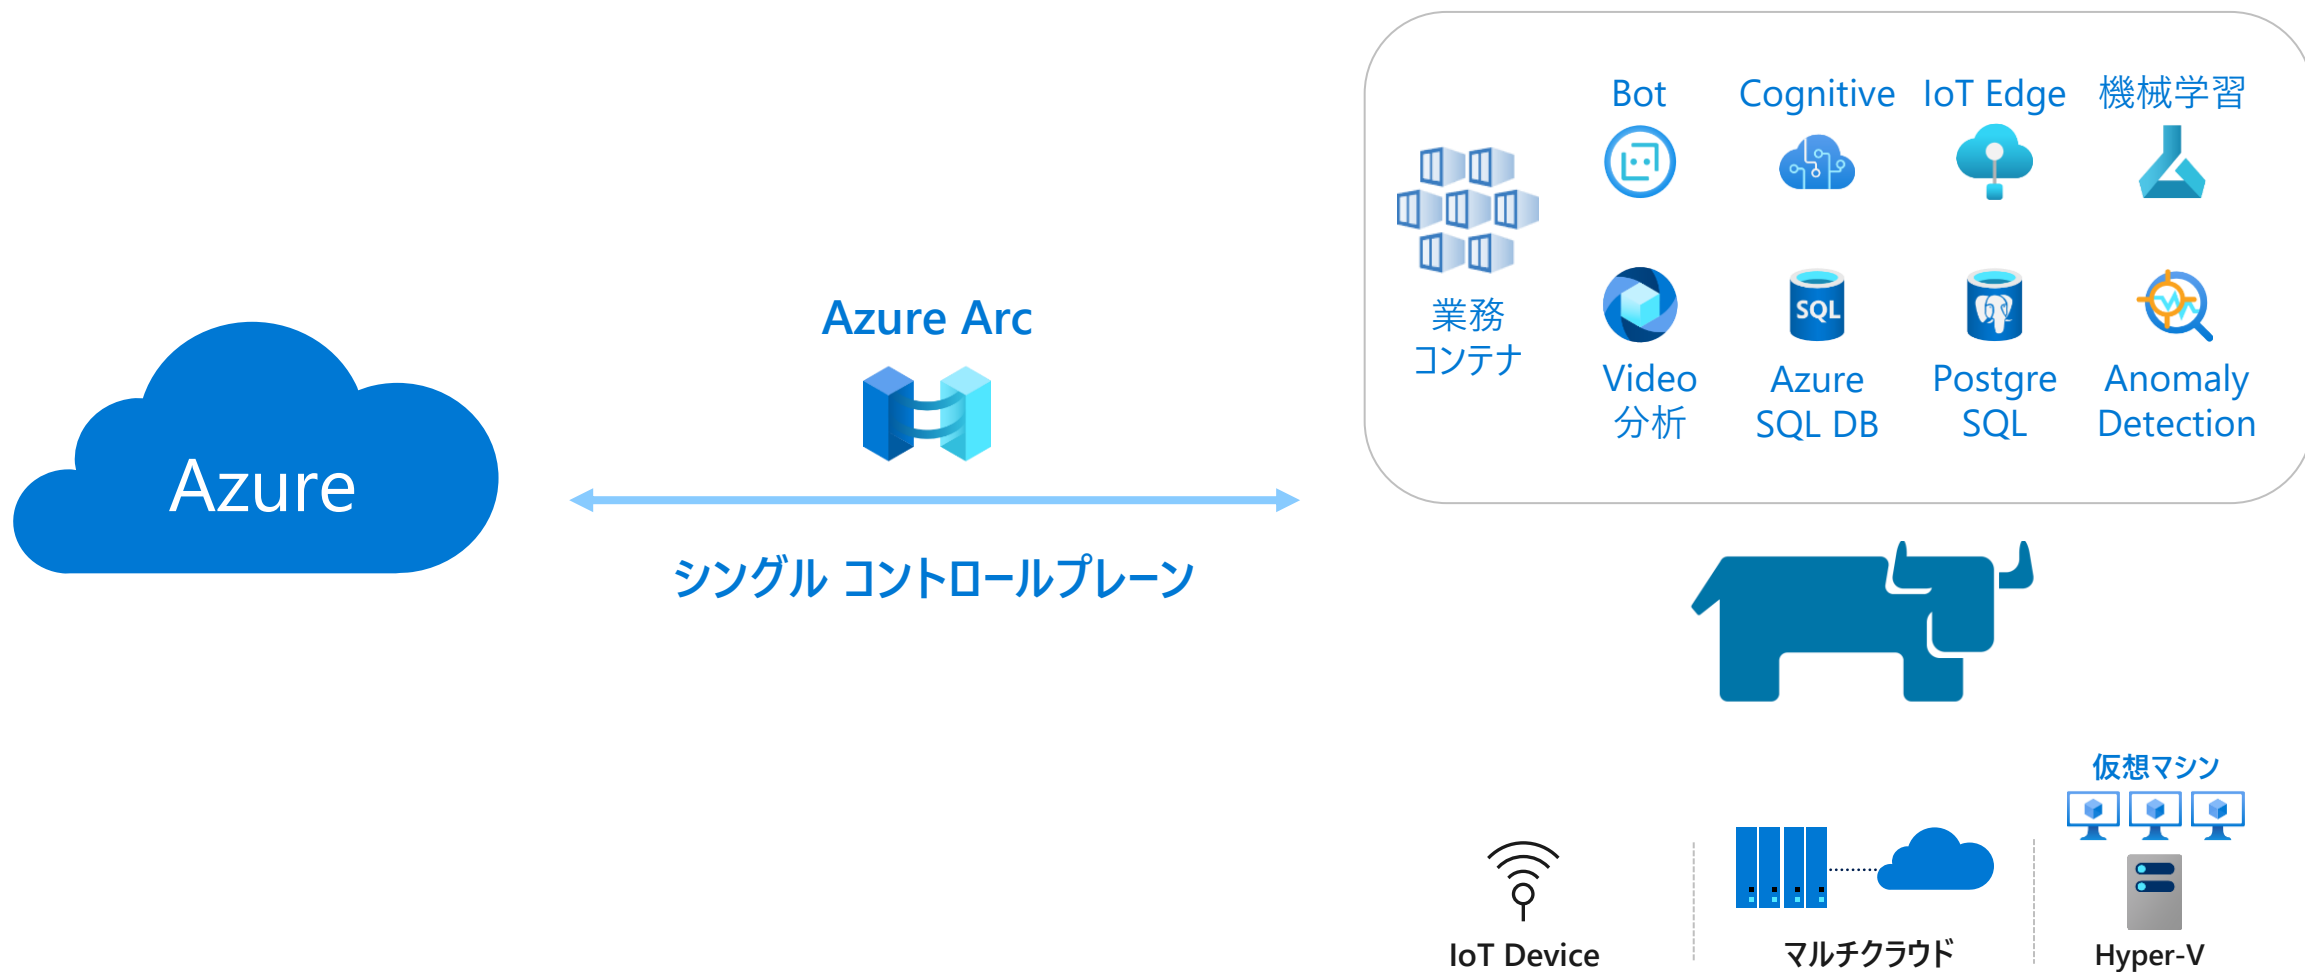 Azure
Azure Arc
シングル コントロールプレーン
Bot
Cognitive
IoT Edge
機械学習
業務
コンテナ
Video
分析
SQL
Azure
SQL DB
Postgre
SQL
Anomaly
Detection
仮想マシン
IoT Device
マルチクラウド
Hyper-V